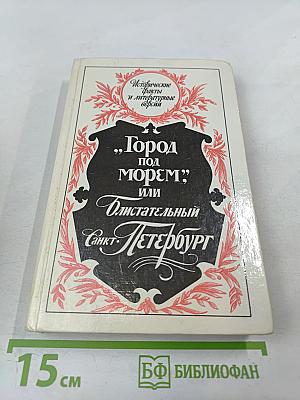 Исторические
факты
и литературные
версии
„Город
под
морем",
или
Блистательный
Санкт-Петербург
15 см
БФ БИБЛИОФАН